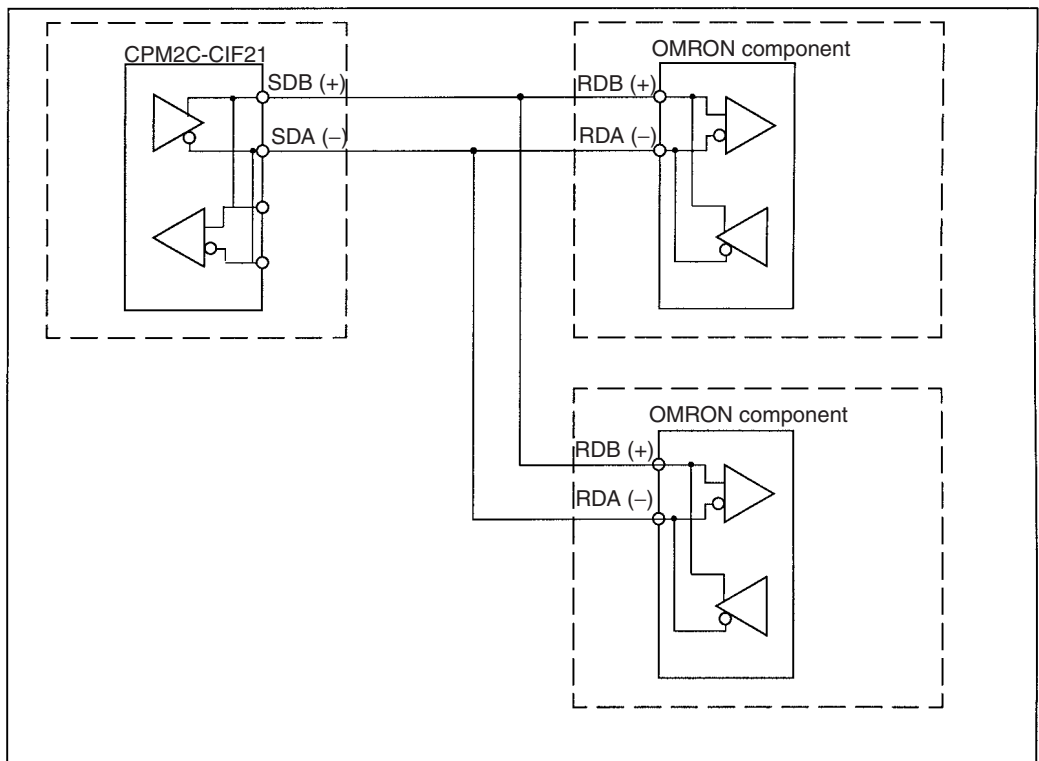 CPM2C-CIF21
SDB (+)
SDA (–)
OMRON component
RDB (+)
RDA (–)
OMRON component
RDB (+)
RDA (–)